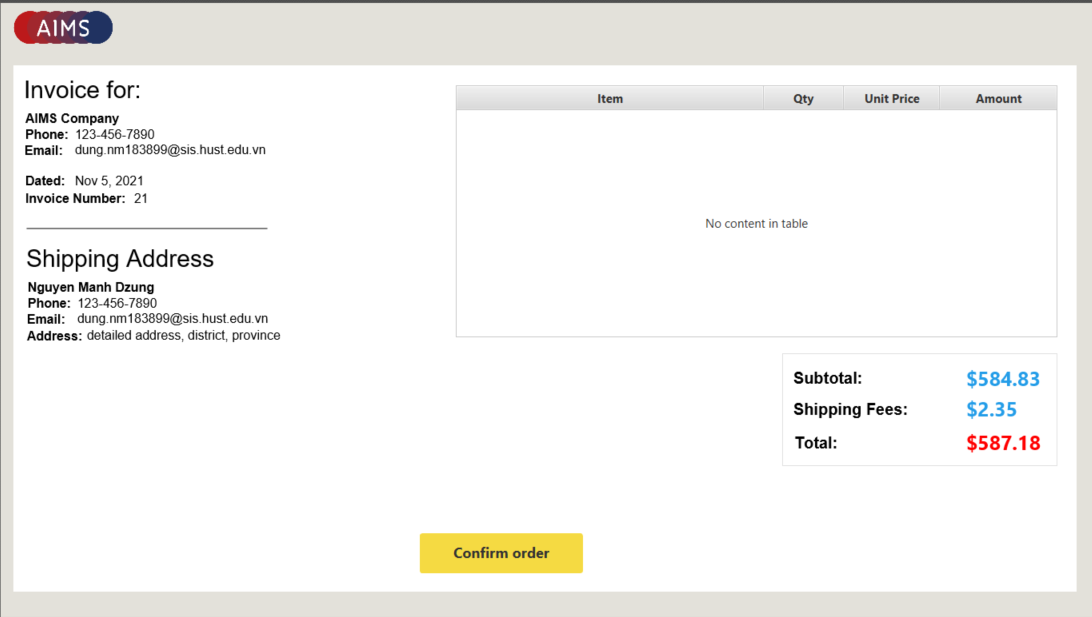 AIMS
Invoice for:
AIMS Company
Phone: 123-456-7890
Email: dung.nm183899@sis.hust.edu.vn
Dated: Nov 5, 2021
Invoice Number: 21
Shipping Address
Nguyen Manh Dzung
Phone: 123-456-7890
Email: dung.nm183899@sis.hust.edu.vn
Address: detailed address, district, province
Item Qty Unit Price Amount
No content in table
Subtotal: $584.83
Shipping Fees: $2.35
Total: $587.18
Confirm order